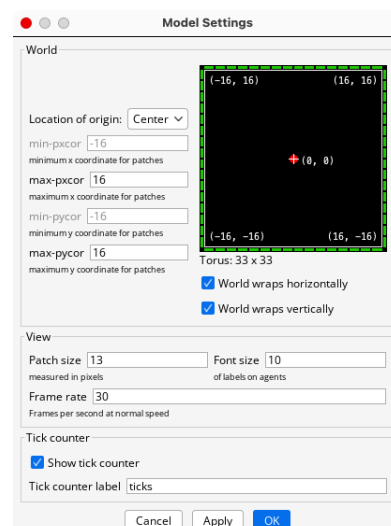 Model Settings
World
(-16, 16) (16, 16)
Location of origin: Center
min-pxcor -16
minimum x coordinate for patches
max-pxcor 16
maximum x coordinate for patches
(0, 0)
min-pycor -16
minimum y coordinate for patches
max-pycor 16
maximum y coordinate for patches
(-16, -16) (16, -16)
Torus: 33 x 33
World wraps horizontally
World wraps vertically
View
Patch size 13 Font size 10
measured in pixels of labels on agents
Frame rate 30
Frames per second at normal speed
Tick counter
Show tick counter
Tick counter label ticks
Cancel Apply OK